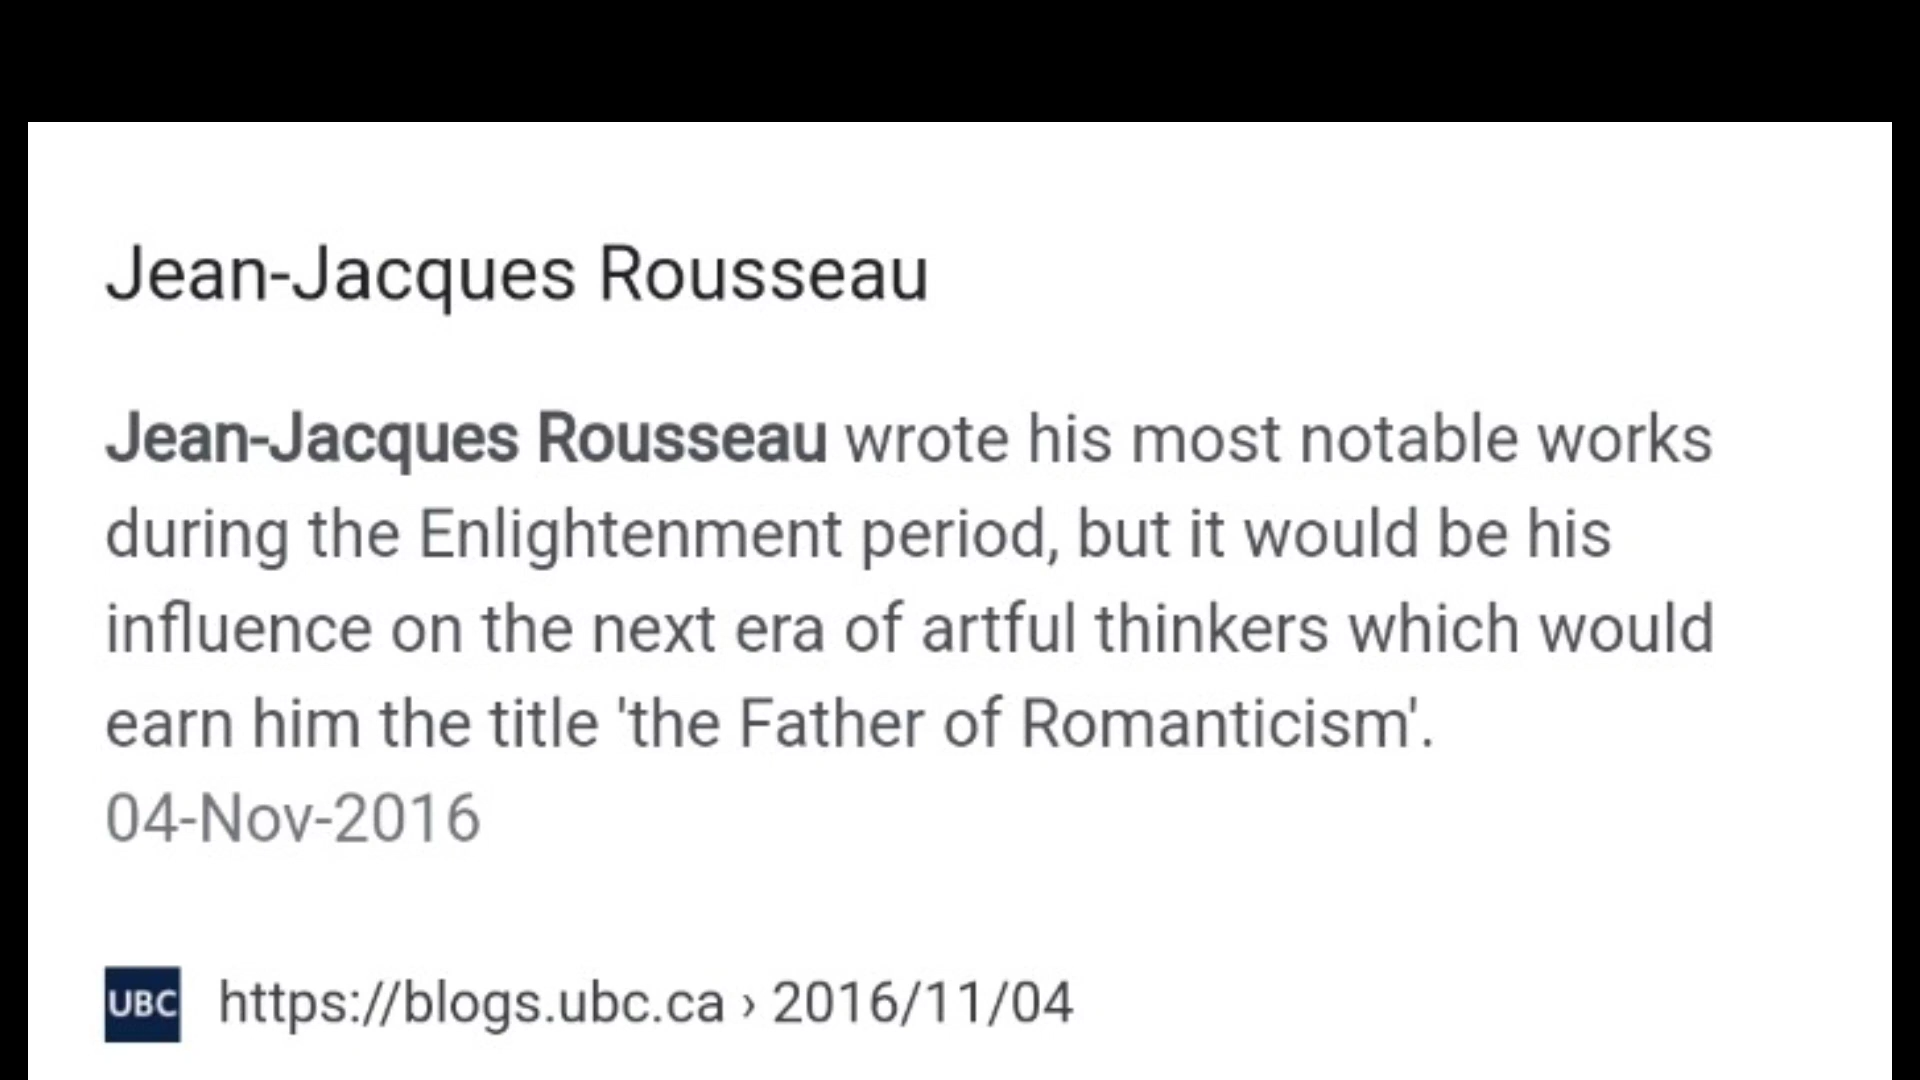 Jean-Jacques Rousseau
Jean-Jacques Rousseau wrote his most notable works
during the Enlightenment period, but it would be his
influence on the next era of artful thinkers which would
earn him the title 'the Father of Romanticism'.
04-Nov-2016
UBC https://blogs.ubc.ca › 2016/11/04